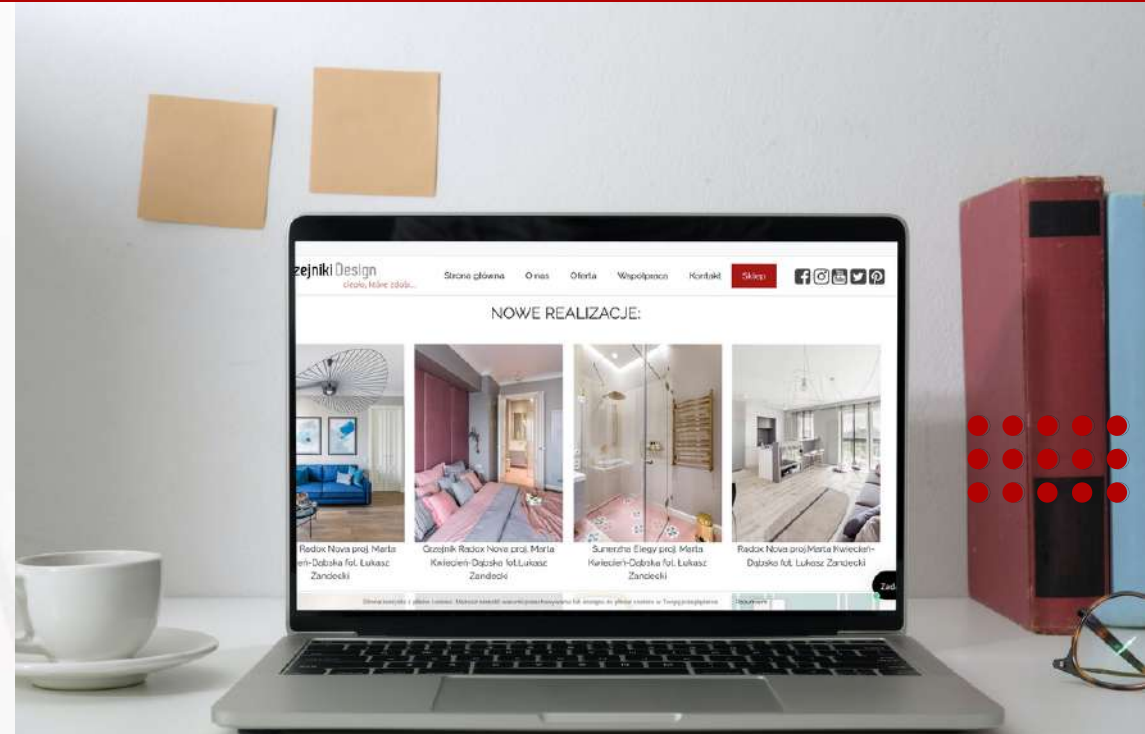 zejniki Design
ciepło, które zdobi...
Strona główna O nas Oferta Współpraca Kontakt Sklep
NOWE REALIZACJE:
Radox Nova proj. Marta
eń-Dąbska fot. Łukasz
Zandecki
Grzejnik Radox Nova proj. Marta
Kwiecień-Dąbska fot.Łukasz
Zandecki
Sunerzha Elegy proj. Marta
Kwiecień-Dąbska fot. Łukasz
Zandecki
Radox Nova proj.Marta Kwiecień-
Dąbska fot. Łukasz Zandecki
Zad